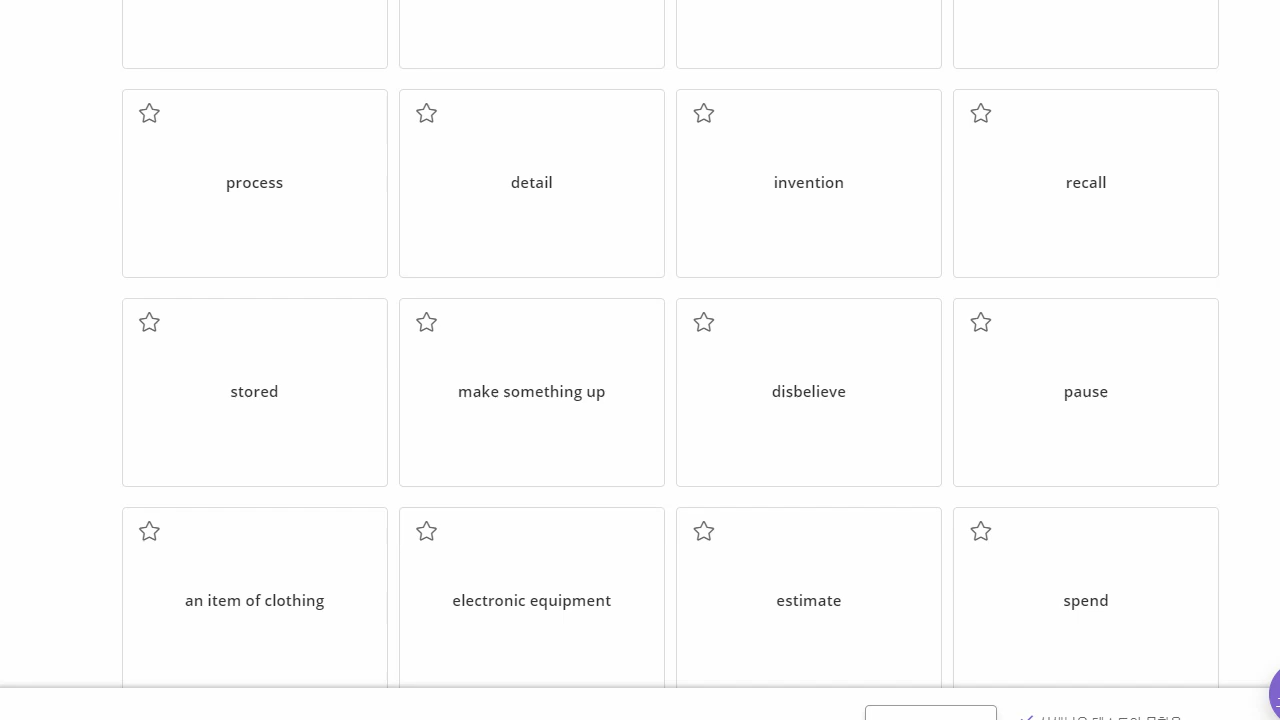 process
detail
invention
recall
stored
make something up
disbelieve
pause
an item of clothing
electronic equipment
estimate
spend